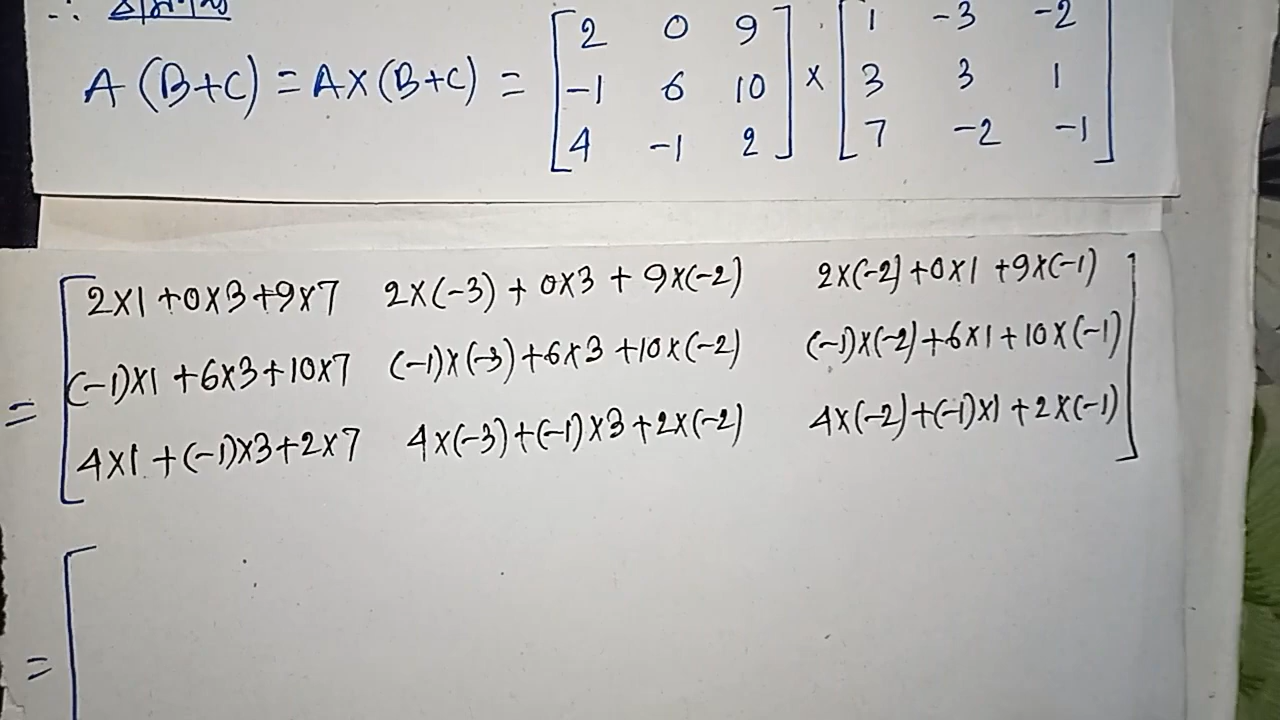 ∴
A (B+C) = A×(B+C) = [ 2 0 9 ] × [ 1 -3 -2 ]
[ -1 6 10 ] [ 3 3 1 ]
[ 4 -1 2 ] [ 7 -2 -1 ]
[ 2×1+0×3+9×7 2×(-3)+0×3+9×(-2) 2×(-2)+0×1+9×(-1) ]
= [ (-1)×1+6×3+10×7 (-1)×(-3)+6×3+10×(-2) (-1)×(-2)+6×1+10×(-1) ]
[ 4×1+(-1)×3+2×7 4×(-3)+(-1)×3+2×(-2) 4×(-2)+(-1)×1+2×(-1) ]
= [